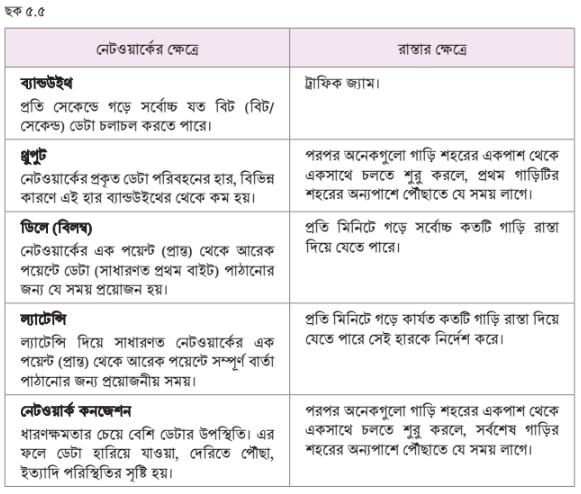 ছক ৫.৫
নেটওয়ার্কের ক্ষেত্রে
রাস্তার ক্ষেত্রে
ব্যান্ডউইথ
প্রতি সেকেন্ডে গড়ে সর্বোচ্চ যত বিট (বিট/
সেকেন্ড) ডেটা চলাচল করতে পারে।
ট্রাফিক জ্যাম।
থ্রুপুট
নেটওয়ার্কের প্রকৃত ডেটা পরিবহনের হার, বিভিন্ন
কারণে এই হার ব্যান্ডউইথের থেকে কম হয়।
পরপর অনেকগুলো গাড়ি শহরের একপাশ থেকে
একসাথে চলতে শুরু করলে, প্রথম গাড়িটির
শহরের অন্যপাশে পৌঁছাতে যে সময় লাগে।
ডিলে (বিলম্ব)
নেটওয়ার্কের এক পয়েন্ট (প্রান্ত) থেকে আরেক
পয়েন্টে ডেটা (সাধারণত প্রথম বাইট) পাঠানোর
জন্য যে সময় প্রয়োজন হয়।
প্রতি মিনিটে গড়ে সর্বোচ্চ কতটি গাড়ি রাস্তা
দিয়ে যেতে পারে।
ল্যাটেন্সি
ল্যাটেন্সি দিয়ে সাধারণত নেটওয়ার্কের এক
পয়েন্ট (প্রান্ত) থেকে আরেক পয়েন্টে সম্পূর্ণ বার্তা
পাঠানোর জন্য প্রয়োজনীয় সময়।
প্রতি মিনিটে গড়ে কার্যত কতটি গাড়ি রাস্তা দিয়ে
যেতে পারে সেই হারকে নির্দেশ করে।
নেটওয়ার্ক কনজেশন
ধারণক্ষমতার চেয়ে বেশি ডেটার উপস্থিতি। এর
ফলে ডেটা হারিয়ে যাওয়া, দেরিতে পৌঁছা,
ইত্যাদি পরিস্থিতির সৃষ্টি হয়।
পরপর অনেকগুলো গাড়ি শহরের একপাশ থেকে
একসাথে চলতে শুরু করলে, সর্বশেষ গাড়ির
শহরের অন্যপাশে পৌঁছাতে যে সময় লাগে।